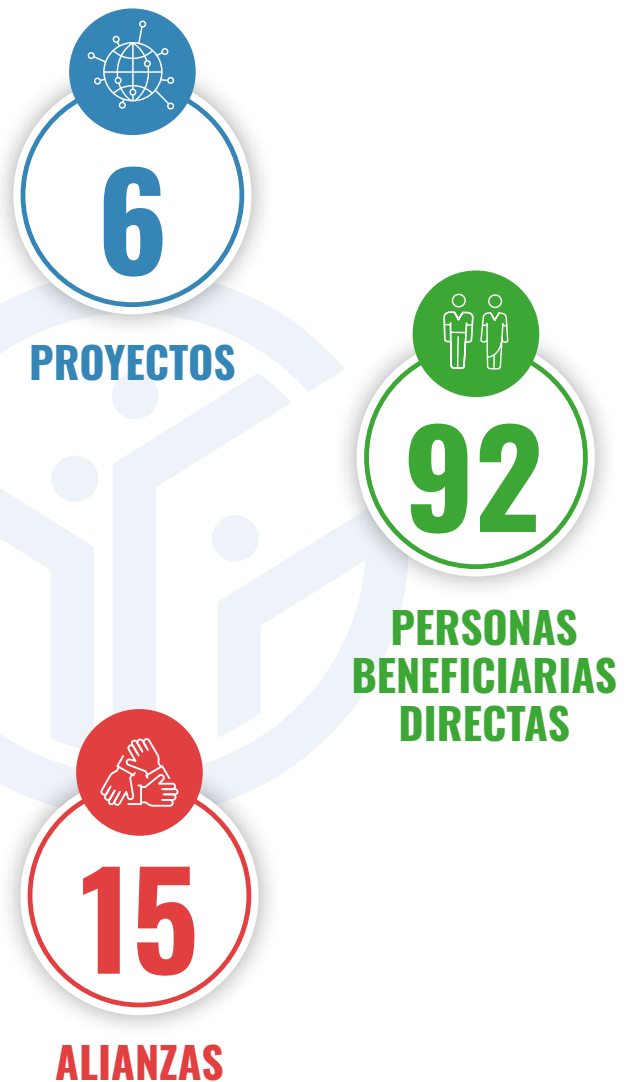 6
PROYECTOS
92
PERSONAS
BENEFICIARIAS
DIRECTAS
15
ALIANZAS